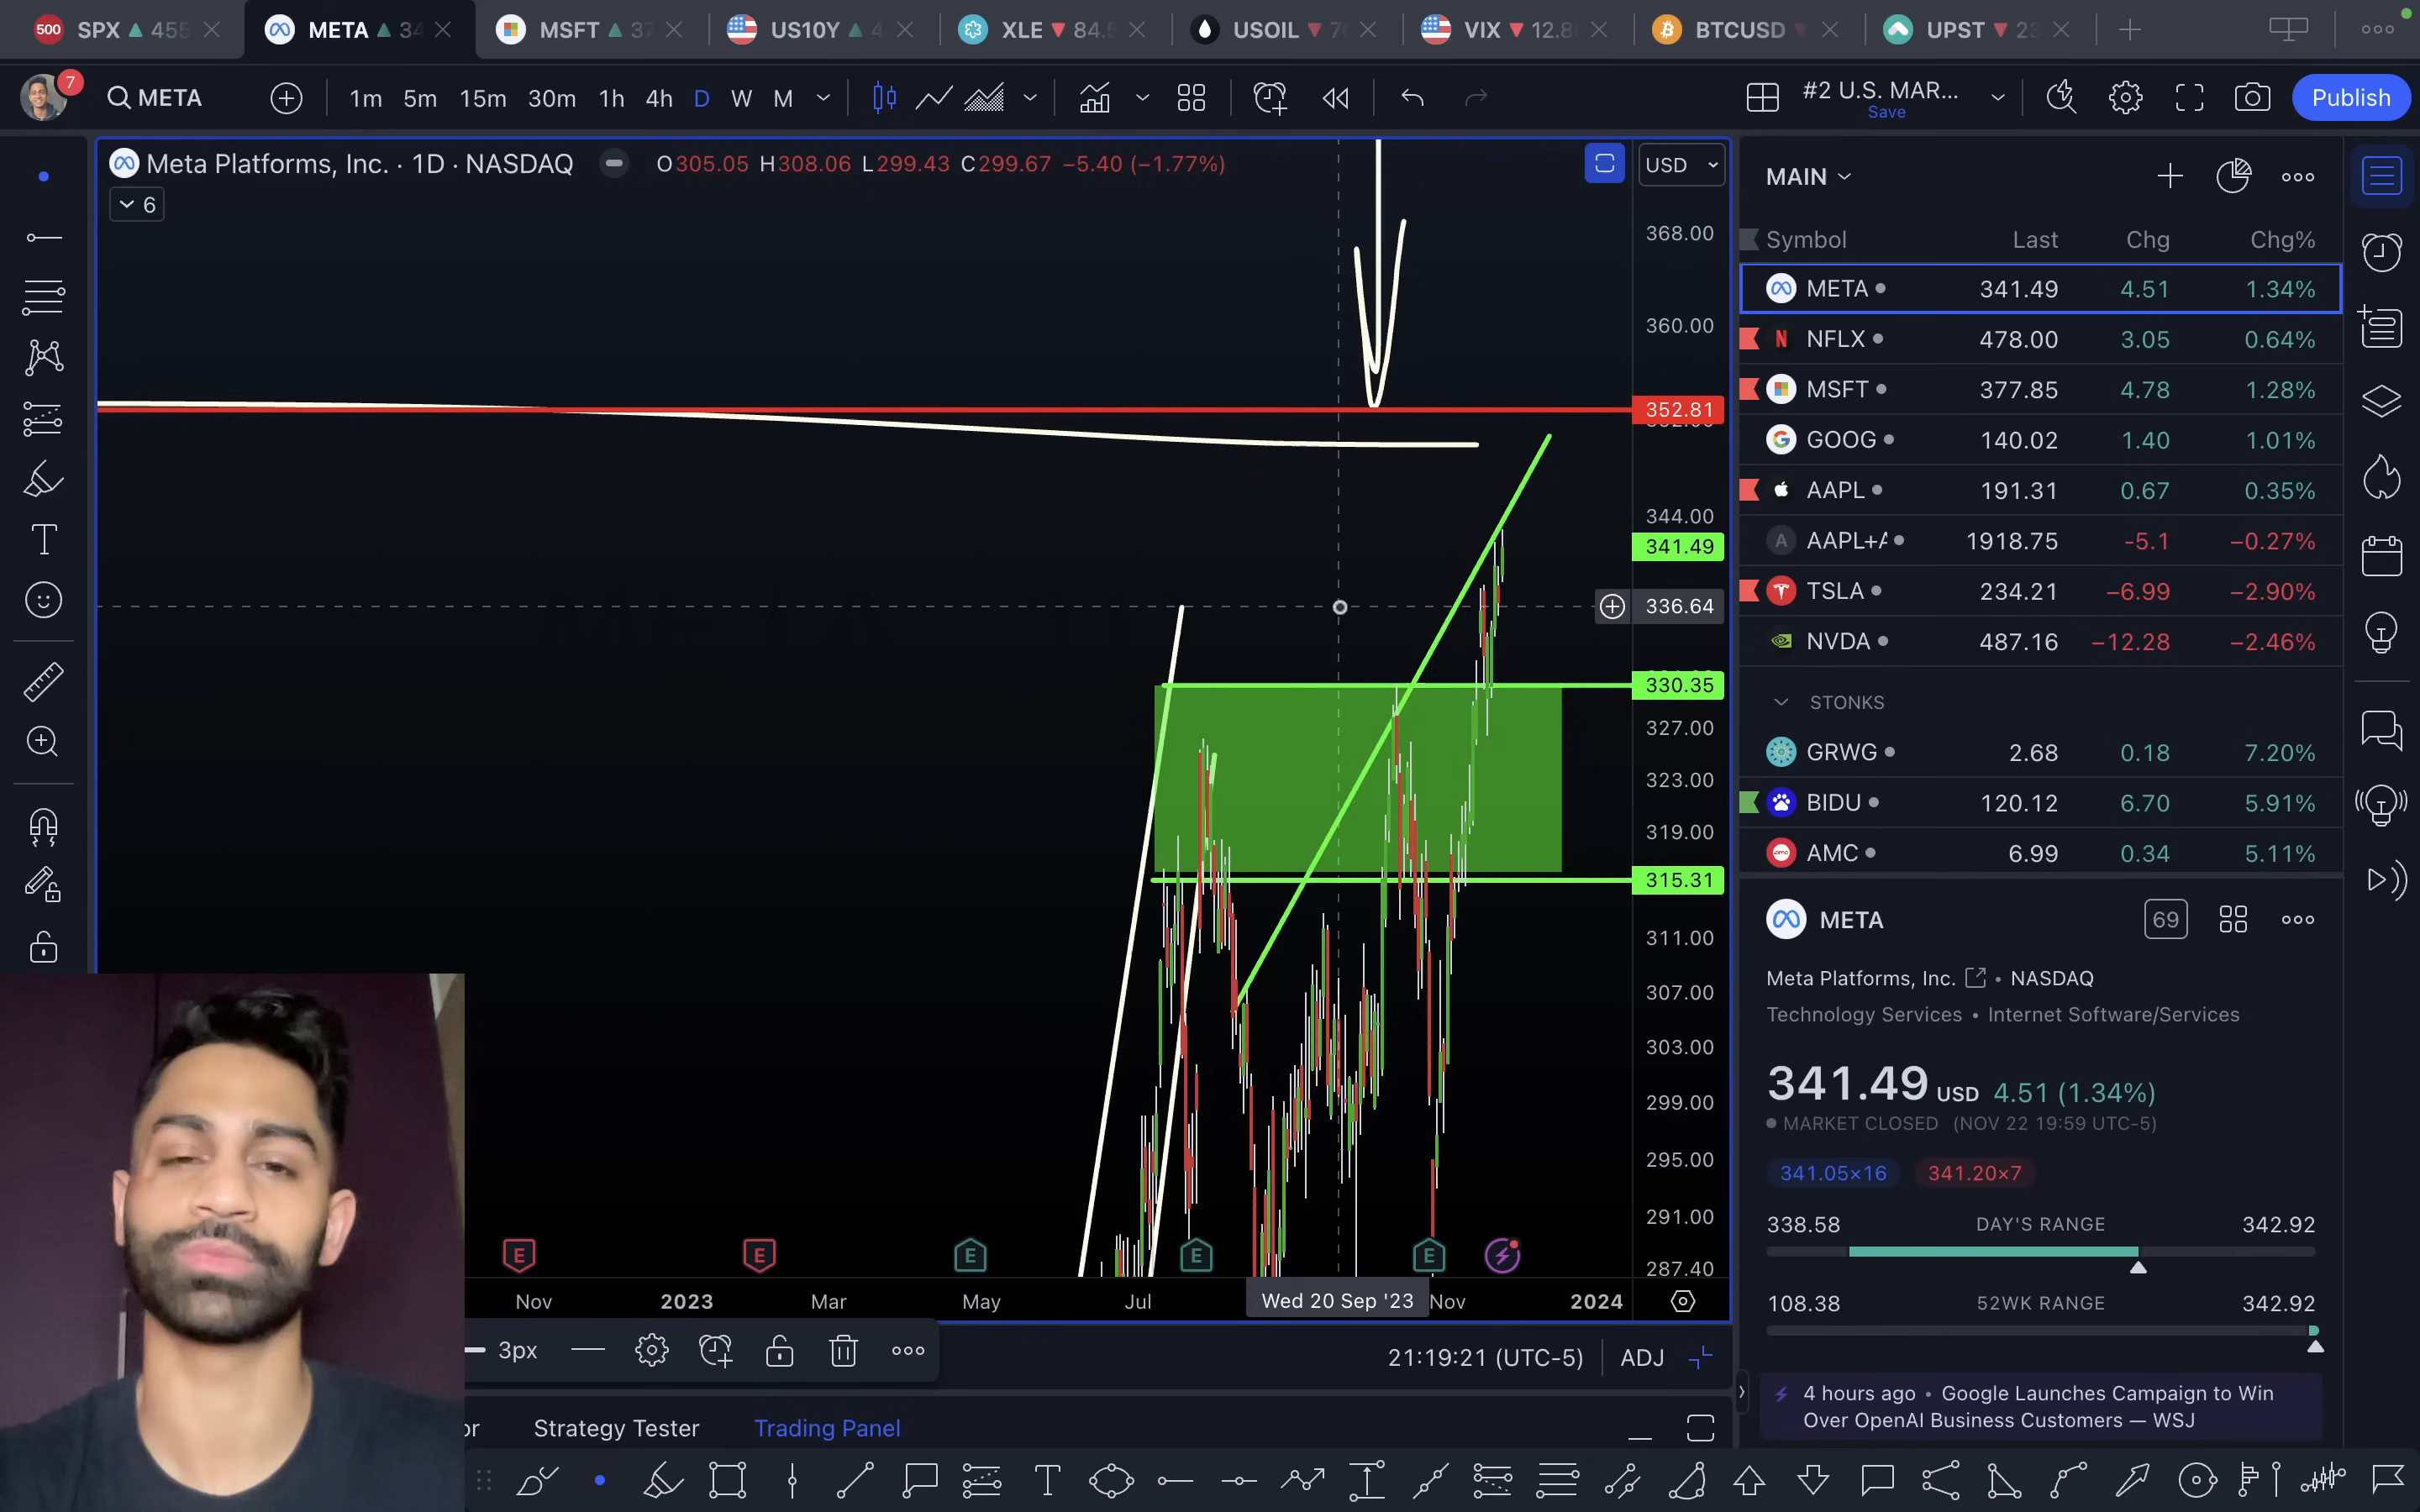 500 SPX 455 META 34 MSFT 37 US10Y 4 XLE 84.5 USOIL VIX 12.8 BTCUSD UPST 23
7 META 1m 5m 15m 30m 1h 4h D W M #2 U.S. MAR... Save Publish
Meta Platforms, Inc. · 1D · NASDAQ O305.05 H308.06 L299.43 C299.67 −5.40 (−1.77%) USD
6
368.00
360.00
352.81
344.00
341.49
336.64
330.35
327.00
323.00
319.00
315.31
311.00
307.00
303.00
299.00
295.00
291.00
287.40
E E E E E
Nov 2023 Mar May Jul Wed 20 Sep '23 Nov 2024
3px
21:19:21 (UTC-5) ADJ
Strategy Tester Trading Panel
MAIN
Symbol Last Chg Chg%
META 341.49 4.51 1.34%
NFLX 478.00 3.05 0.64%
MSFT 377.85 4.78 1.28%
GOOG 140.02 1.40 1.01%
AAPL 191.31 0.67 0.35%
AAPL+A 1918.75 -5.1 −0.27%
TSLA 234.21 −6.99 −2.90%
NVDA 487.16 −12.28 −2.46%
STONKS
GRWG 2.68 0.18 7.20%
BIDU 120.12 6.70 5.91%
AMC 6.99 0.34 5.11%
META 69
Meta Platforms, Inc. • NASDAQ
Technology Services • Internet Software/Services
341.49 USD 4.51 (1.34%)
MARKET CLOSED (NOV 22 19:59 UTC-5)
341.05×16 341.20×7
338.58 DAY'S RANGE 342.92
108.38 52WK RANGE 342.92
4 hours ago • Google Launches Campaign to Win
Over OpenAI Business Customers — WSJ